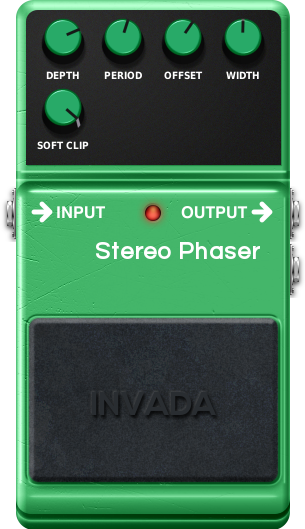 DEPTH PERIOD OFFSET WIDTH
SOFT CLIP
INPUT OUTPUT
Stereo Phaser
INVADA